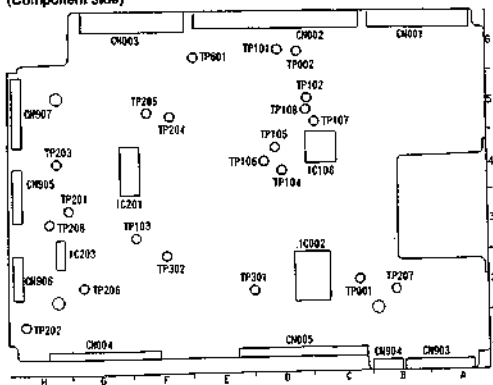 (Component side)
CN003
CN002
CN001
TP601
TP101
TP002
6
TP102
TP108
TP107
5
CN907
TP205
TP204
TP105
TP106
TP104
IC108
4
TP203
CN905
TP201
TP208
IC201
3
TP103
IC203
TP302
IC002
CN906
TP206
TP301
TP001
TP207
2
TP202
CN004
CN005
CN904
CN903
H
G
F
E
D
C
B
A